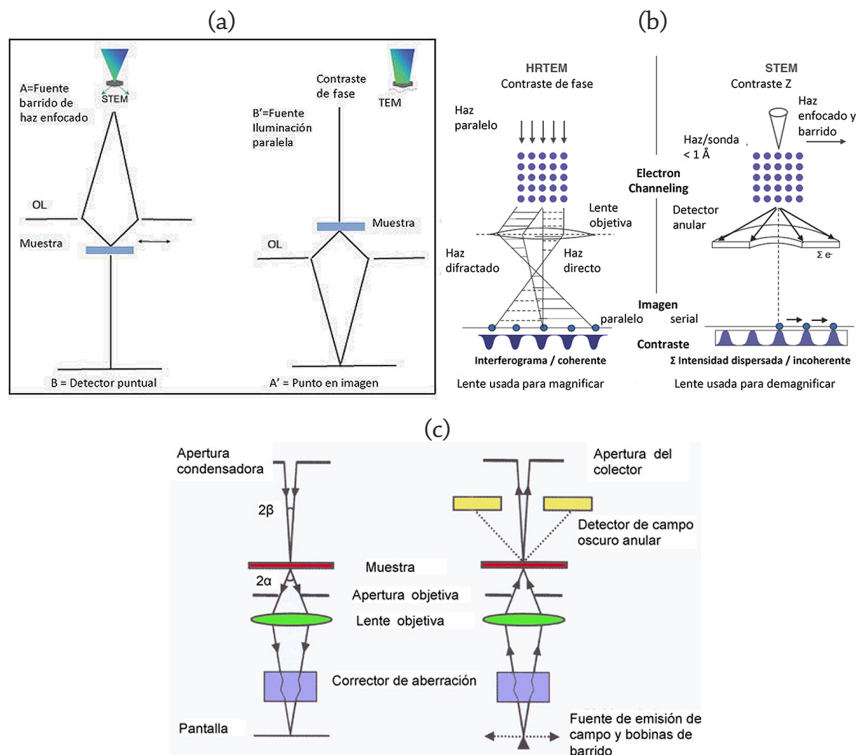 (a)
A=Fuente
barrido de
haz enfocado
STEM
OL
Muestra
B = Detector puntual
Contraste
de fase
B'=Fuente
Iluminación
paralela
TEM
Muestra
OL
A' = Punto en imagen
(b)
HRTEM
Contraste de fase
Haz
paralelo
STEM
Contraste Z
Haz
enfocado y
barrido
Haz/sonda
< 1 Å
Electron
Channeling
Lente
objetiva
Detector
anular
Haz
difractado
Haz
directo
Σ e-
Imagen
paralelo
serial
Contraste
Interferograma / coherente
Σ Intensidad dispersada / incoherente
Lente usada para magnificar
Lente usada para demagnificar
(c)
Apertura
condensadora
2β
Muestra
2α
Apertura objetiva
Lente objetiva
Corrector de aberración
Pantalla
Apertura del
colector
Detector de campo
oscuro anular
Fuente de emisión de
campo y bobinas de
barrido